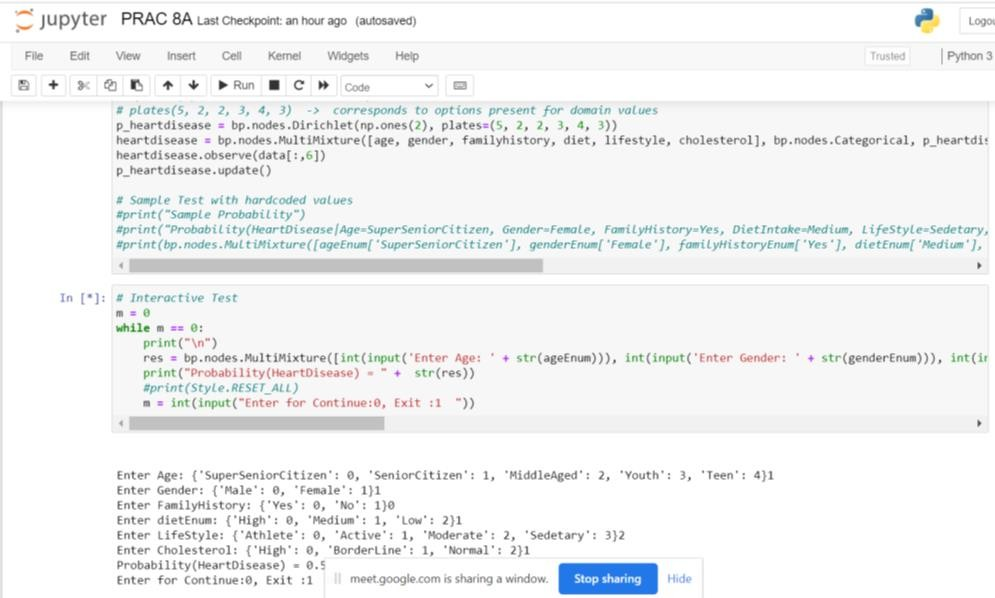 jupyter PRAC 8A Last Checkpoint: an hour ago (autosaved)
Logou
File Edit View Insert Cell Kernel Widgets Help
Trusted Python 3
Run Code
# plates(5, 2, 2, 3, 4, 3) -> corresponds to options present for domain values
p_heartdisease = bp.nodes.Dirichlet(np.ones(2), plates=(5, 2, 2, 3, 4, 3))
heartdisease = bp.nodes.MultiMixture([age, gender, familyhistory, diet, lifestyle, cholesterol], bp.nodes.Categorical, p_heartdis
heartdisease.observe(data[:,6])
p_heartdisease.update()
# Sample Test with hardcoded values
#print("Sample Probability")
#print("Probability(HeartDisease|Age=SuperSeniorCitizen, Gender=Female, FamilyHistory=Yes, DietIntake=Medium, LifeStyle=Sedetary,
#print(bp.nodes.MultiMixture([ageEnum['SuperSeniorCitizen'], genderEnum['Female'], familyHistoryEnum['Yes'], dietEnum['Medium'],
In [*]: # Interactive Test
m = 0
while m == 0:
print("\n")
res = bp.nodes.MultiMixture([int(input('Enter Age: ' + str(ageEnum))), int(input('Enter Gender: ' + str(genderEnum))), int(in
print("Probability(HeartDisease) = " + str(res))
#print(Style.RESET_ALL)
m = int(input("Enter for Continue:0, Exit :1 "))
Enter Age: {'SuperSeniorCitizen': 0, 'SeniorCitizen': 1, 'MiddleAged': 2, 'Youth': 3, 'Teen': 4}1
Enter Gender: {'Male': 0, 'Female': 1}1
Enter FamilyHistory: {'Yes': 0, 'No': 1}0
Enter dietEnum: {'High': 0, 'Medium': 1, 'Low': 2}1
Enter LifeStyle: {'Athlete': 0, 'Active': 1, 'Moderate': 2, 'Sedetary': 3}2
Enter Cholesterol: {'High': 0, 'BorderLine': 1, 'Normal': 2}1
Probability(HeartDisease) = 0.5
Enter for Continue:0, Exit :1
meet.google.com is sharing a window. Stop sharing Hide